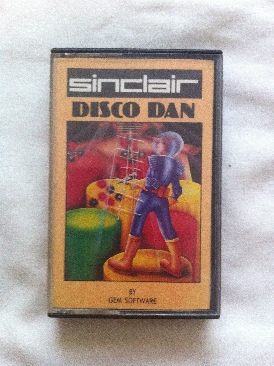 sinclair
DISCO DAN
BY
GEM SOFTWARE